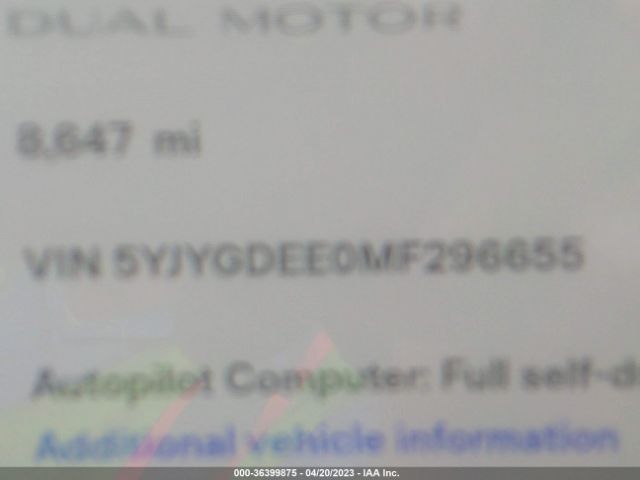 DUAL MOTOR
8,647 mi
VIN 5YJYGDEE0MF296655
Autopilot Computer: Full self-d
Additional vehicle information
000-36399875 - 04/20/2023 - IAA Inc.